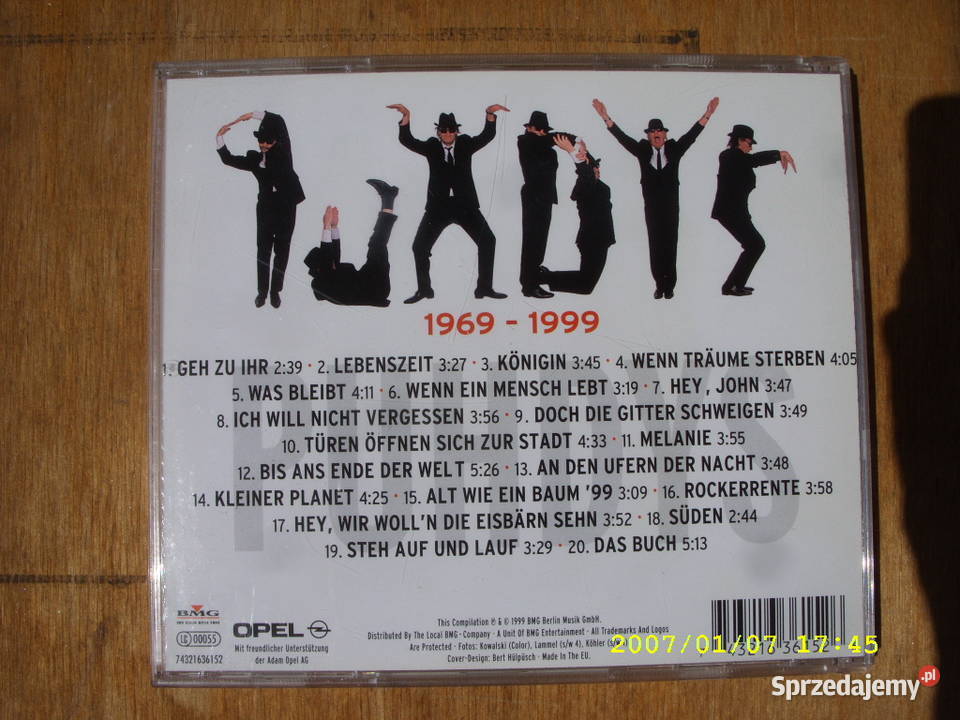 PUHDYS
1969 - 1999
1. GEH ZU IHR 2:39 · 2. LEBENSZEIT 3:27 · 3. KÖNIGIN 3:45 · 4. WENN TRÄUME STERBEN 4:05
5. WAS BLEIBT 4:11 · 6. WENN EIN MENSCH LEBT 3:19 · 7. HEY, JOHN 3:47
8. ICH WILL NICHT VERGESSEN 3:56 · 9. DOCH DIE GITTER SCHWEIGEN 3:49
10. TÜREN ÖFFNEN SICH ZUR STADT 4:33 · 11. MELANIE 3:55
12. BIS ANS ENDE DER WELT 5:26 · 13. AN DEN UFERN DER NACHT 3:48
14. KLEINER PLANET 4:25 · 15. ALT WIE EIN BAUM '99 3:09 · 16. ROCKERRENTE 3:58
17. HEY, WIR WOLL'N DIE EISBÄRN SEHN 3:52 · 18. SÜDEN 2:44
19. STEH AUF UND LAUF 3:29 · 20. DAS BUCH 5:13
BMG
LC 00055
74321636152
OPEL
Mit freundlicher Unterstützung
der Adam Opel AG
This Compilation ℗ & © 1999 BMG Berlin Musik GmbH.
Distributed By The Local BMG - Company · A Unit Of BMG Entertainment · All Trademarks And Logos
Are Protected · Fotos: Kowalski (Color), Lammel (s/w 4), Köhler
Cover-Design: Bert Hülpüsch · Made In The EU.
2007/01/07 17:45
Sprzedajemy.pl